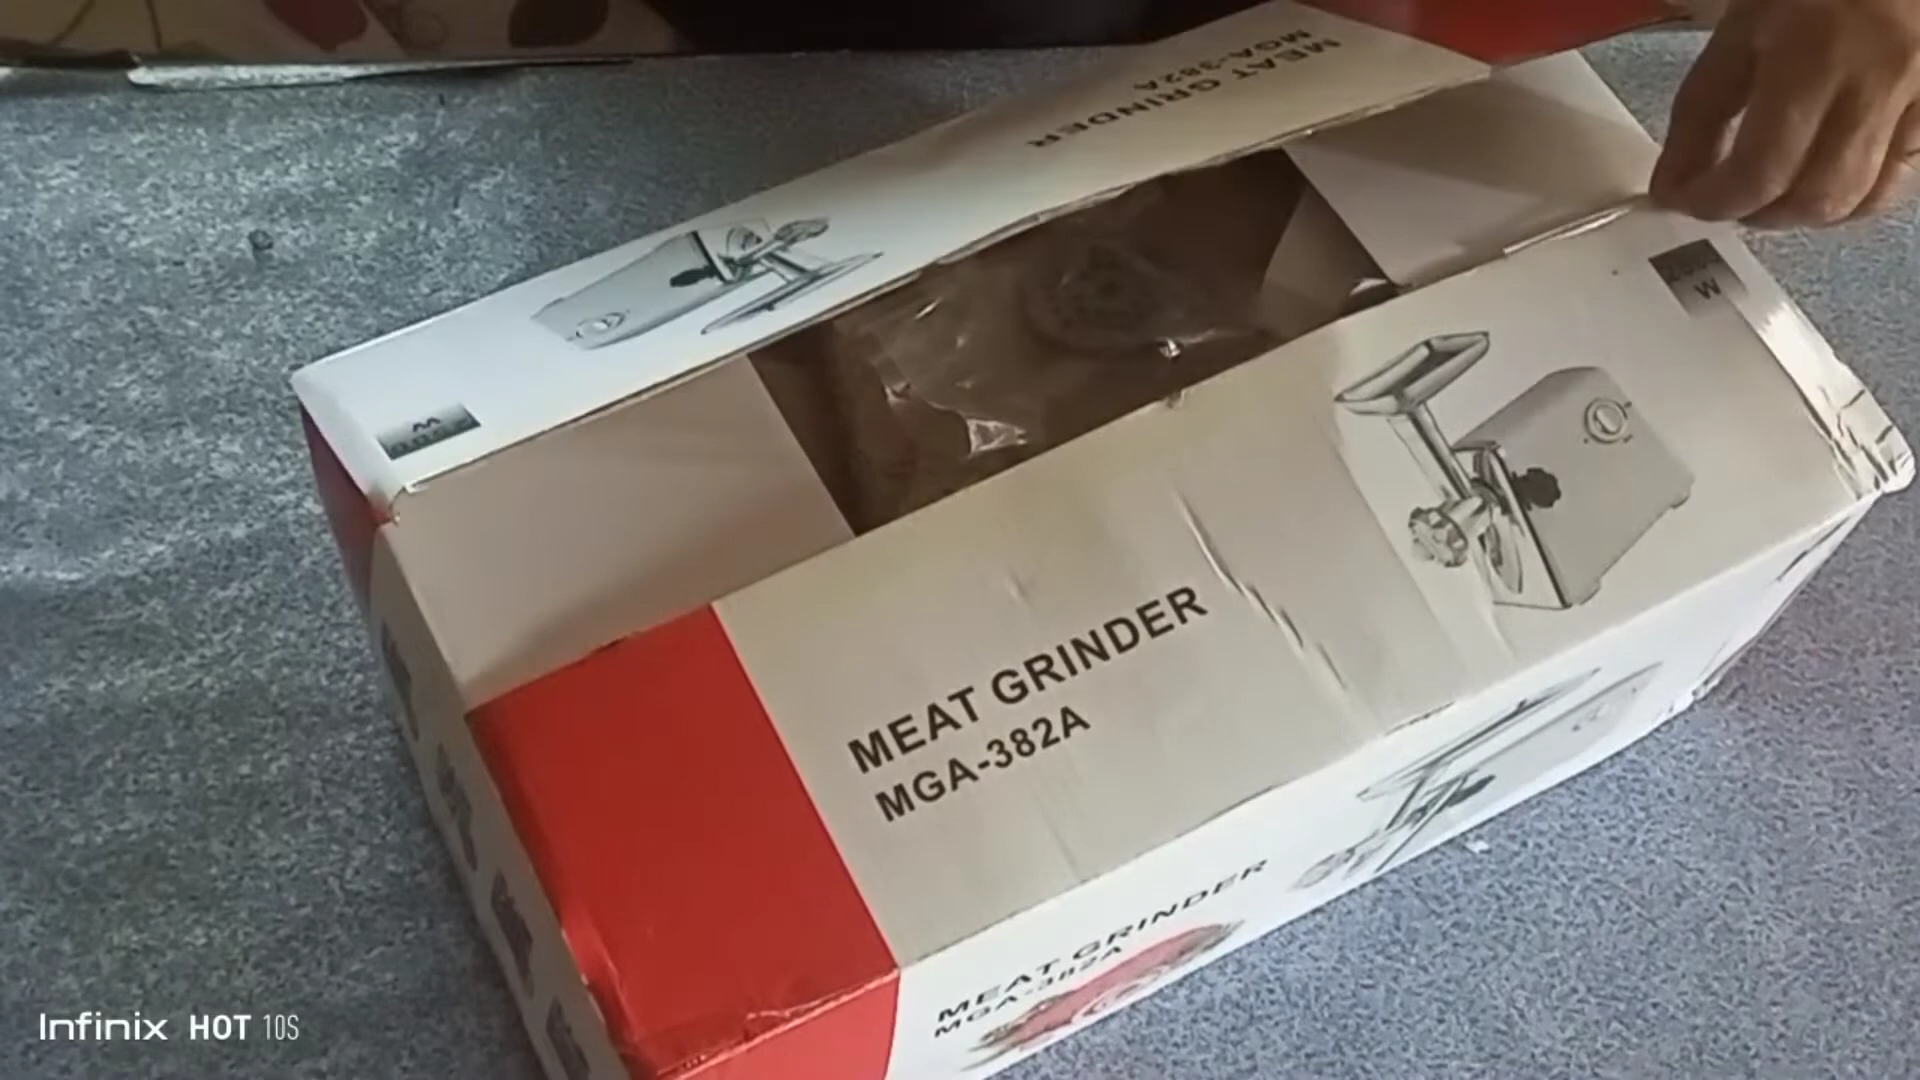 MEAT GRINDER
MGA-382A
W
W
MEAT GRINDER
MGA-382A
MEAT GRINDER
MGA-382A
Infinix HOT 10S